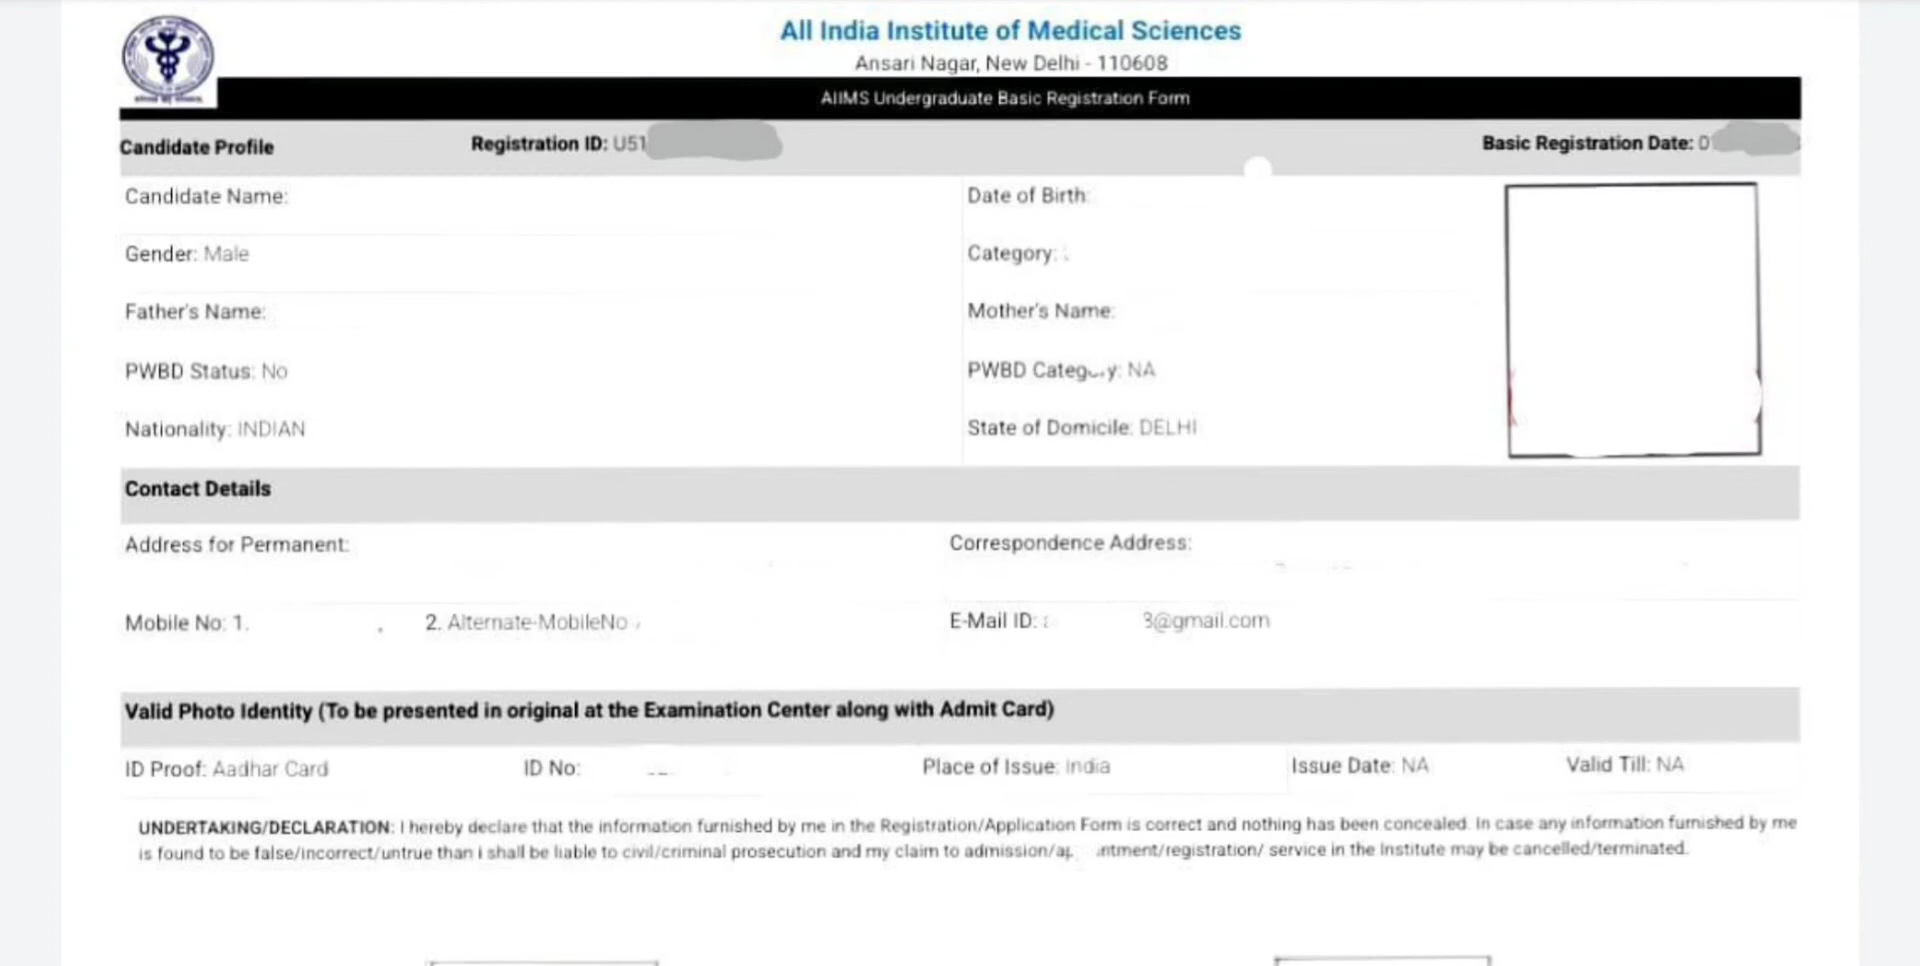 All India Institute of Medical Sciences
Ansari Nagar, New Delhi - 110608
AIIMS Undergraduate Basic Registration Form
Candidate Profile Registration ID: U51 Basic Registration Date: 0
Candidate Name: Date of Birth:
Gender: Male Category:
Father's Name: Mother's Name:
PWBD Status: No PWBD NA
Nationality: INDIAN State of Domicile: DELHI
Contact Details
Address for Permanent: Correspondence Address:
Mobile No: 1. 2. Alternate-MobileNo E-Mail ID: 3@gmail.com
Valid Photo Identity (To be presented in original at the Examination Center along with Admit Card)
ID Proof: Aadhar Card ID No: Place of Issue: India Issue Date: NA Valid Till: NA
UNDERTAKING/DECLARATION: I hereby declare that the information furnished by me in the Registration/Application Form is correct and nothing has been concealed. In case any information furnished by me
is found to be false/incorrect/untrue than i shall be liable to civil/criminal prosecution and my claim to admission/ap ntment/registration/ service in the Institute may be cancelled/terminated.